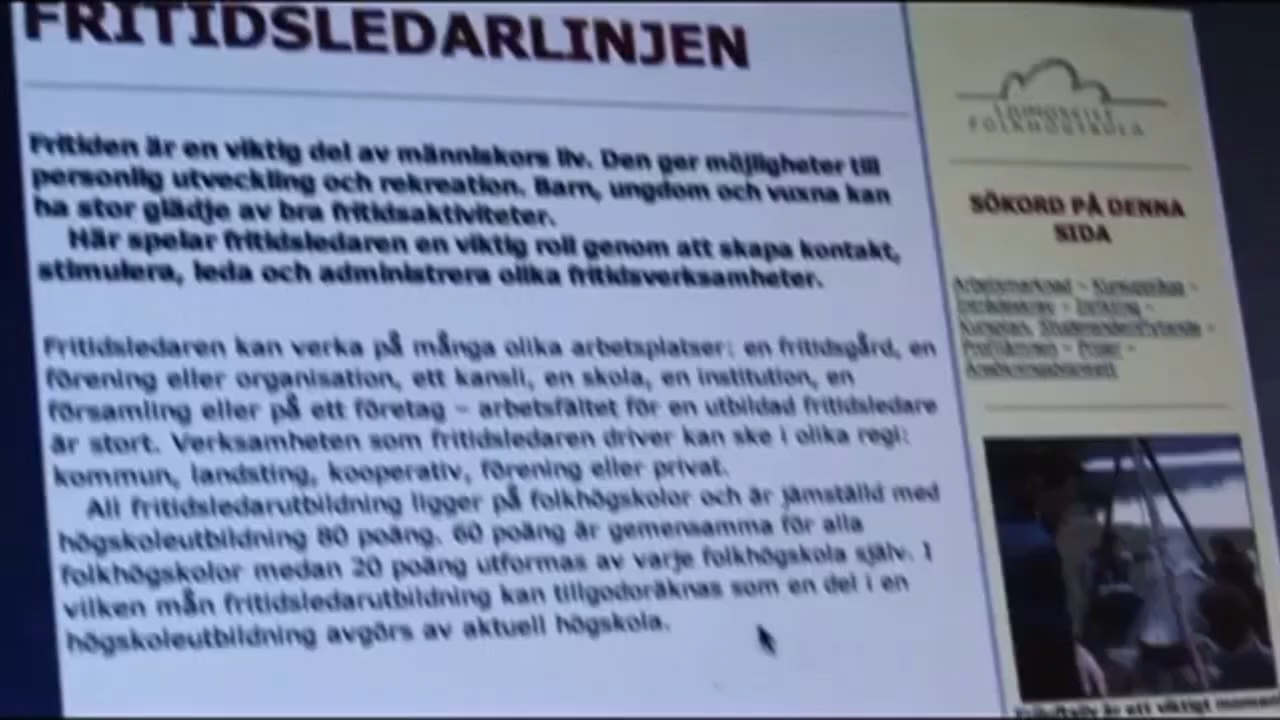 FRITIDSLEDARLINJEN
Fritiden är en viktig del av människors liv. Den ger möjligheter till
personlig utveckling och rekreation. Barn, ungdom och vuxna kan
ha stor glädje av bra fritidsaktiviteter.
Här spelar fritidsledaren en viktig roll genom att skapa kontakt,
stimulera, leda och administrera olika fritidsverksamheter.
Fritidsledaren kan verka på många olika arbetsplatser: en fritidsgård, en
förening eller organisation, ett kansli, en skola, en institution, en
församling eller på ett företag – arbetsfältet för en utbildad fritidsledare
är stort. Verksamheten som fritidsledaren driver kan ske i olika regi:
kommun, landsting, kooperativ, förening eller privat.
All fritidsledarutbildning ligger på folkhögskolor och är jämställd med
högskoleutbildning 80 poäng. 60 poäng är gemensamma för alla
folkhögskolor medan 20 poäng utformas av varje folkhögskola själv. I
vilken mån fritidsledarutbildning kan tillgodoräknas som en del i en
högskoleutbildning avgörs av aktuell högskola.
FOLKHÖGSKOLA
SÖKORD PÅ DENNA
SIDA
Arbetsmarknad -
är ett viktigt